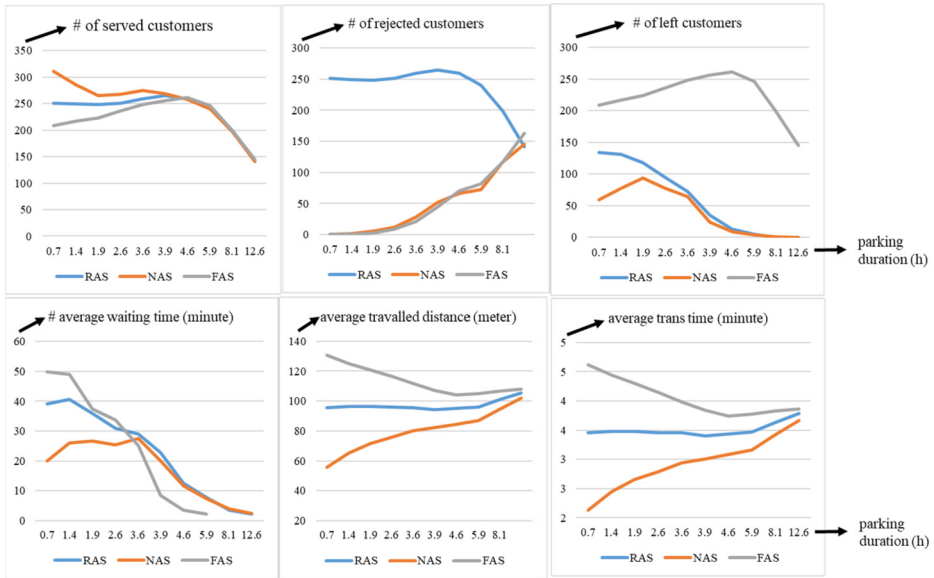 # of served customers
350
300
250
200
150
100
50
0
0.7 1.4 1.9 2.6 3.6 3.9 4.6 5.9 8.1 12.6
RAS NAS FAS
# of rejected customers
300
250
200
150
100
50
0
0.7 1.4 1.9 2.6 3.6 3.9 4.6 5.9 8.1
RAS NAS FAS
# of left customers
300
250
200
150
100
50
0
0.7 1.4 1.9 2.6 3.6 3.9 4.6 5.9 8.1 12.6
RAS NAS FAS
parking
duration (h)
# average waiting time (minute)
60
50
40
30
20
10
0
0.7 1.4 1.9 2.6 3.6 3.9 4.6 5.9 8.1 12.6
RAS NAS FAS
average travalled distance (meter)
140
120
100
80
60
40
20
0.7 1.4 1.9 2.6 3.6 3.9 4.6 5.9 8.1
RAS NAS FAS
average trans time (minute)
5
5
4
4
3
3
2
0.7 1.4 1.9 2.6 3.6 3.9 4.6 5.9 8.1 12.6
RAS NAS FAS
parking
duration (h)